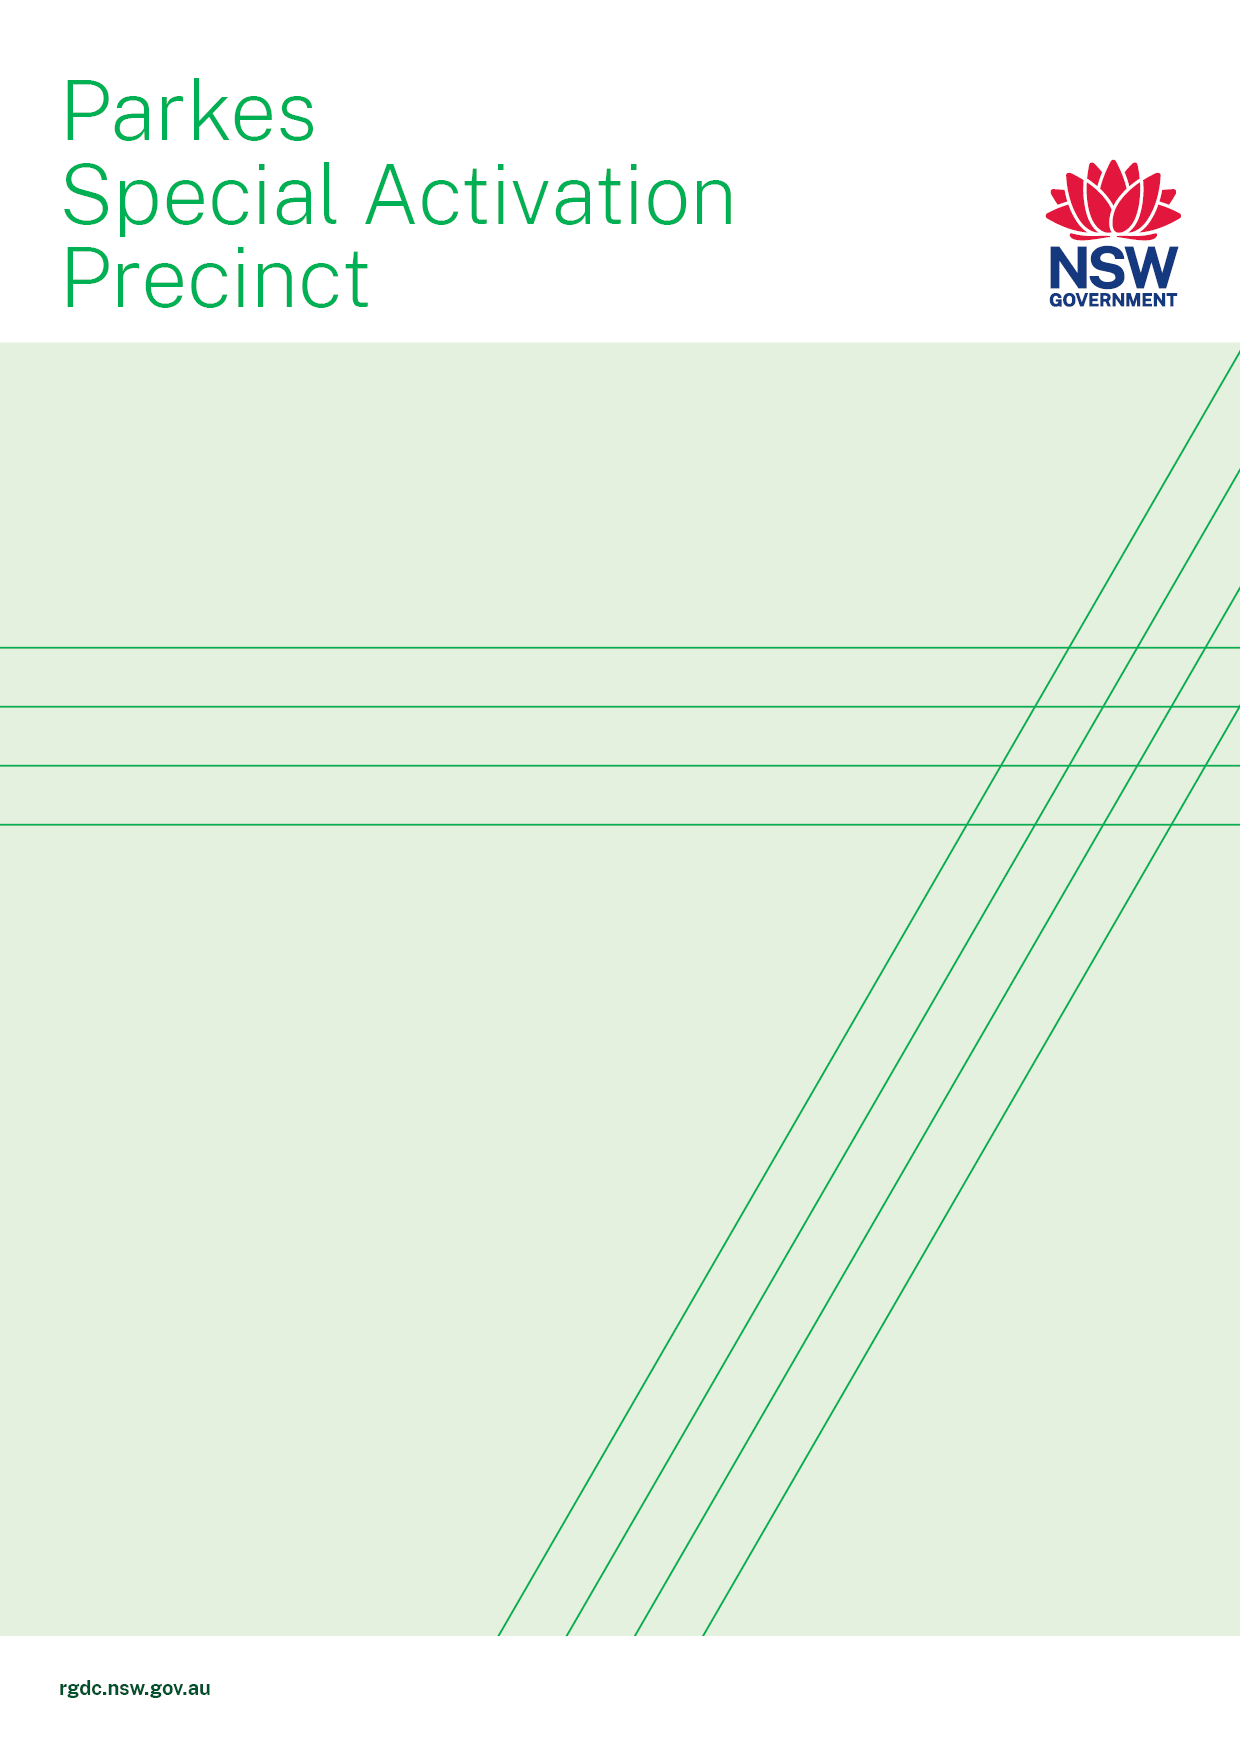 Parkes
Special Activation
Precinct
NSW
GOVERNMENT
rgdc.nsw.gov.au